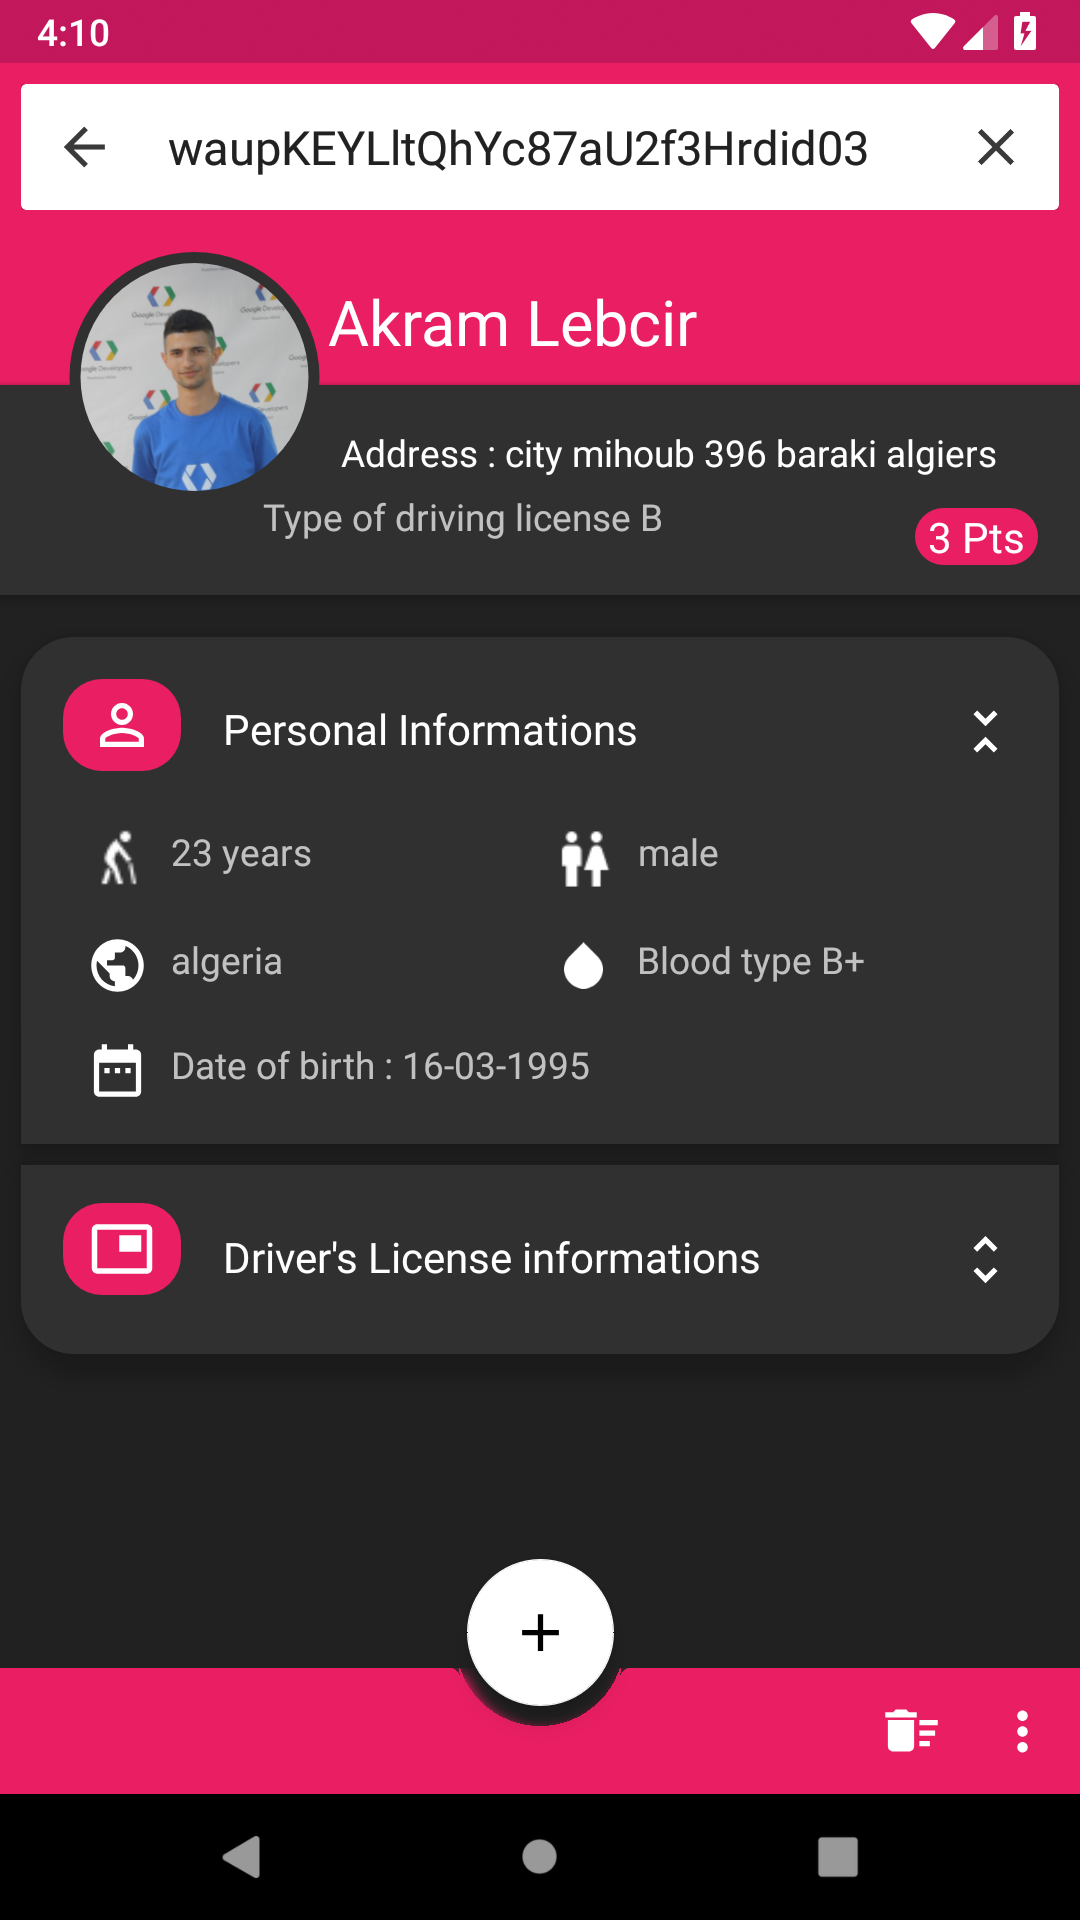 4:10
waupKEYLltQhYc87aU2f3Hrdid03
Akram Lebcir
Address : city mihoub 396 baraki algiers
Type of driving license B
3 Pts
Personal Informations
23 years
male
algeria
Blood type B+
Date of birth : 16-03-1995
Driver's License informations